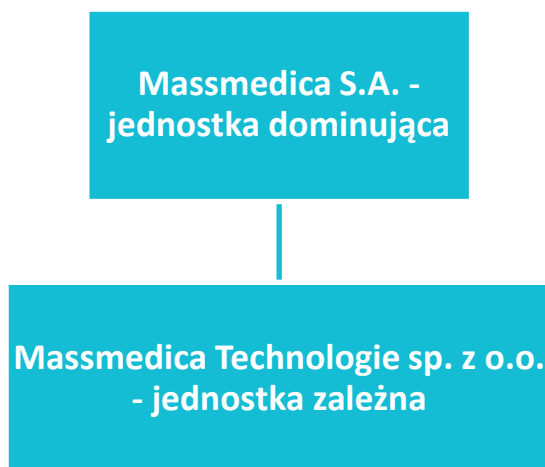 Massmedica S.A. -
jednostka dominująca
Massmedica Technologie sp. z o.o.
- jednostka zależna